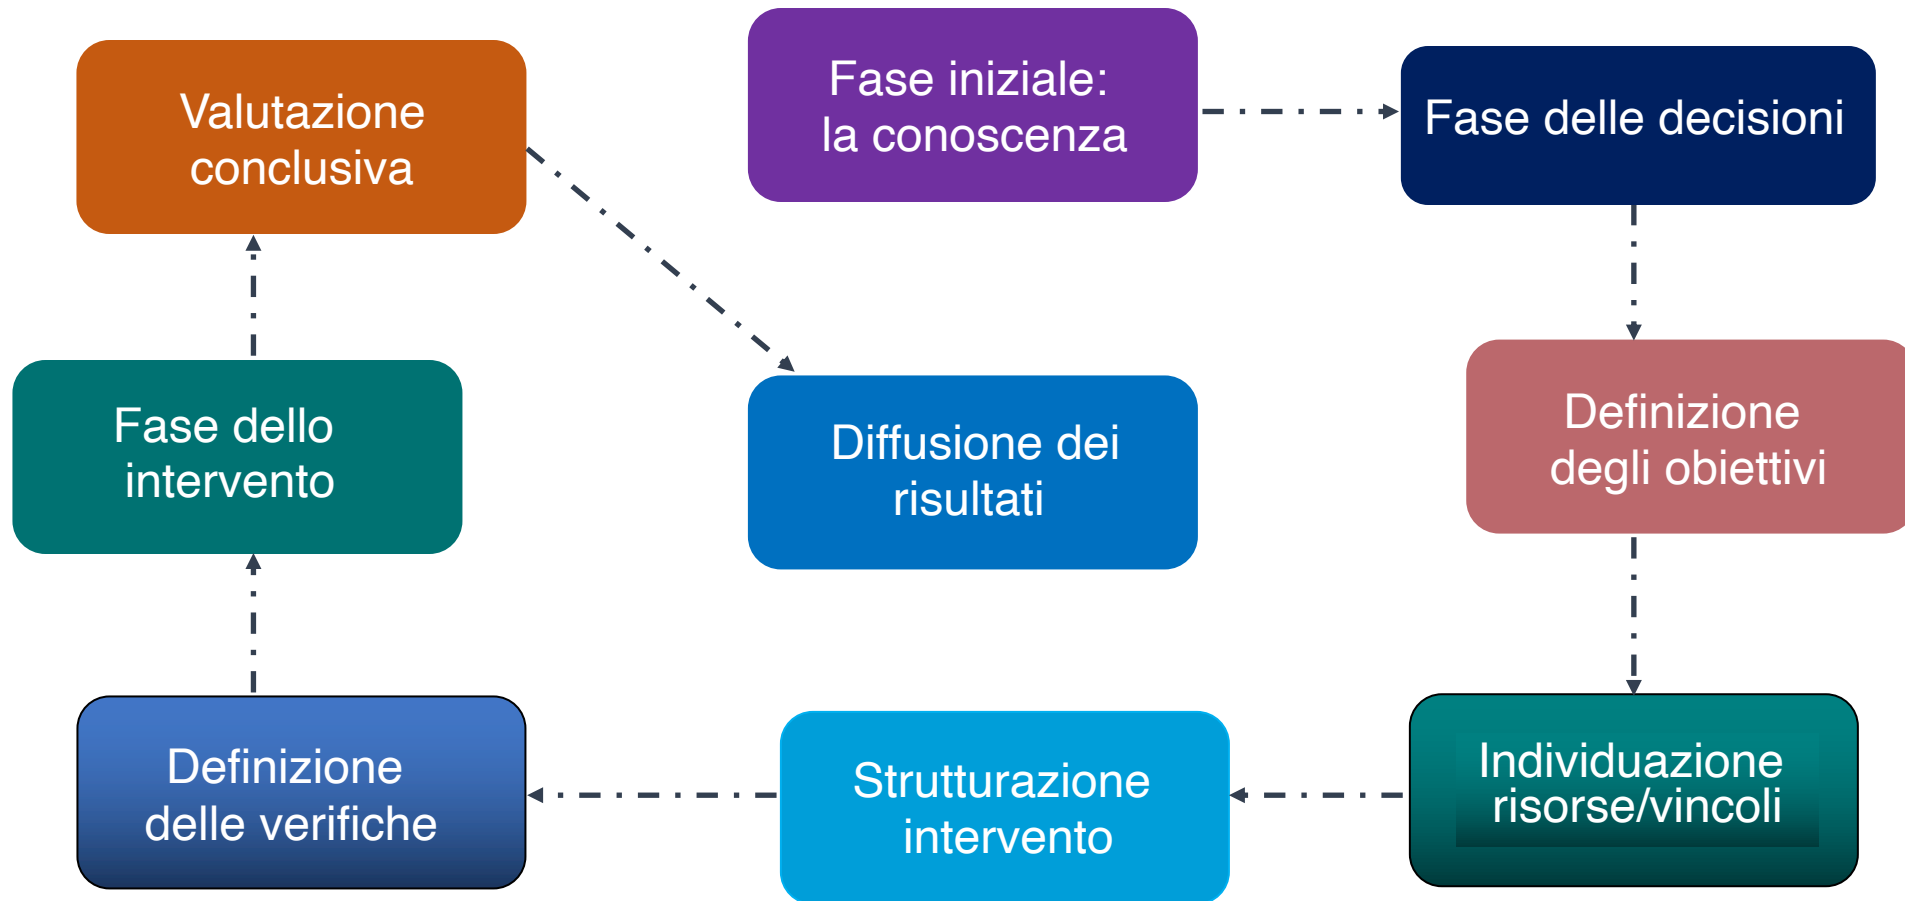 Fase iniziale:
la conoscenza
Fase delle decisioni
Definizione
degli obiettivi
Individuazione
risorse/vincoli
Strutturazione
intervento
Definizione
delle verifiche
Fase dello
intervento
Valutazione
conclusiva
Diffusione dei
risultati